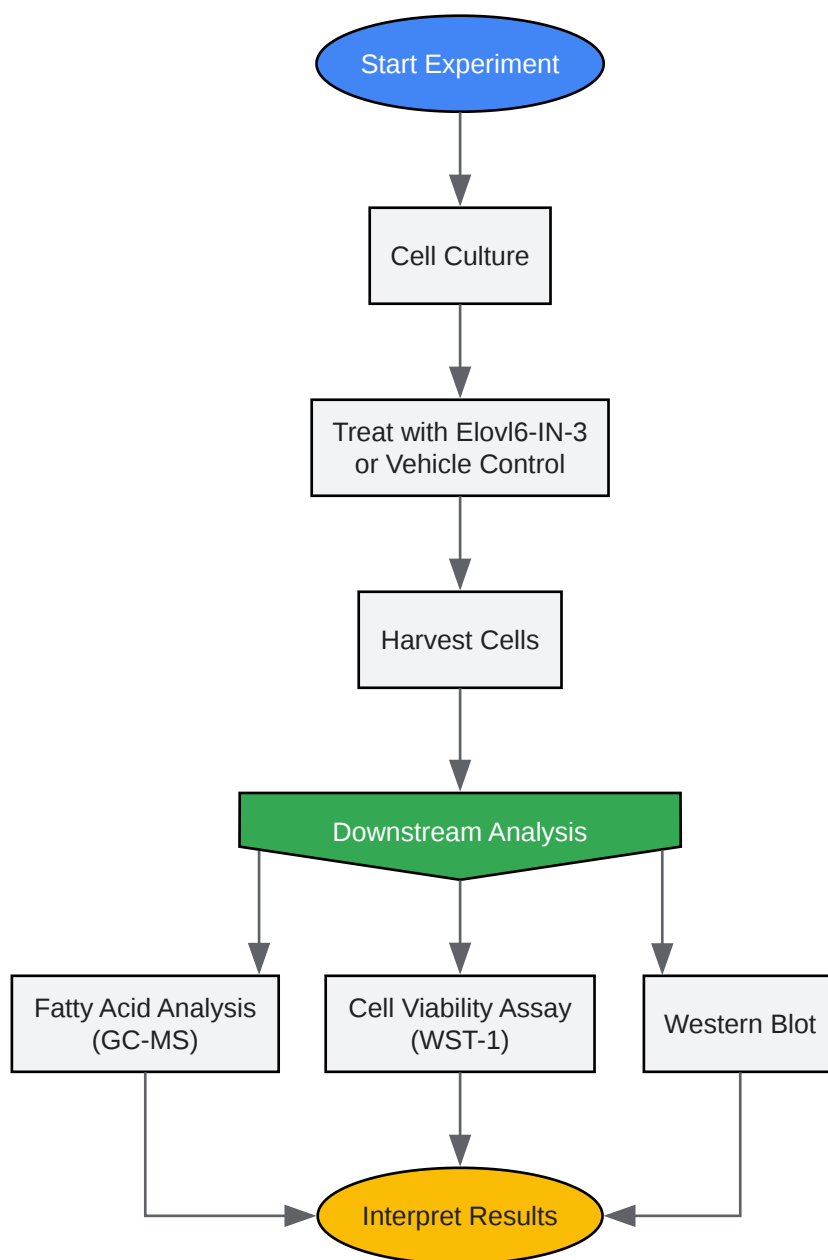 Start Experiment
Cell Culture
Treat with Elovl6-IN-3
or Vehicle Control
Harvest Cells
Downstream Analysis
Fatty Acid Analysis
(GC-MS)
Cell Viability Assay
(WST-1)
Western Blot
Interpret Results